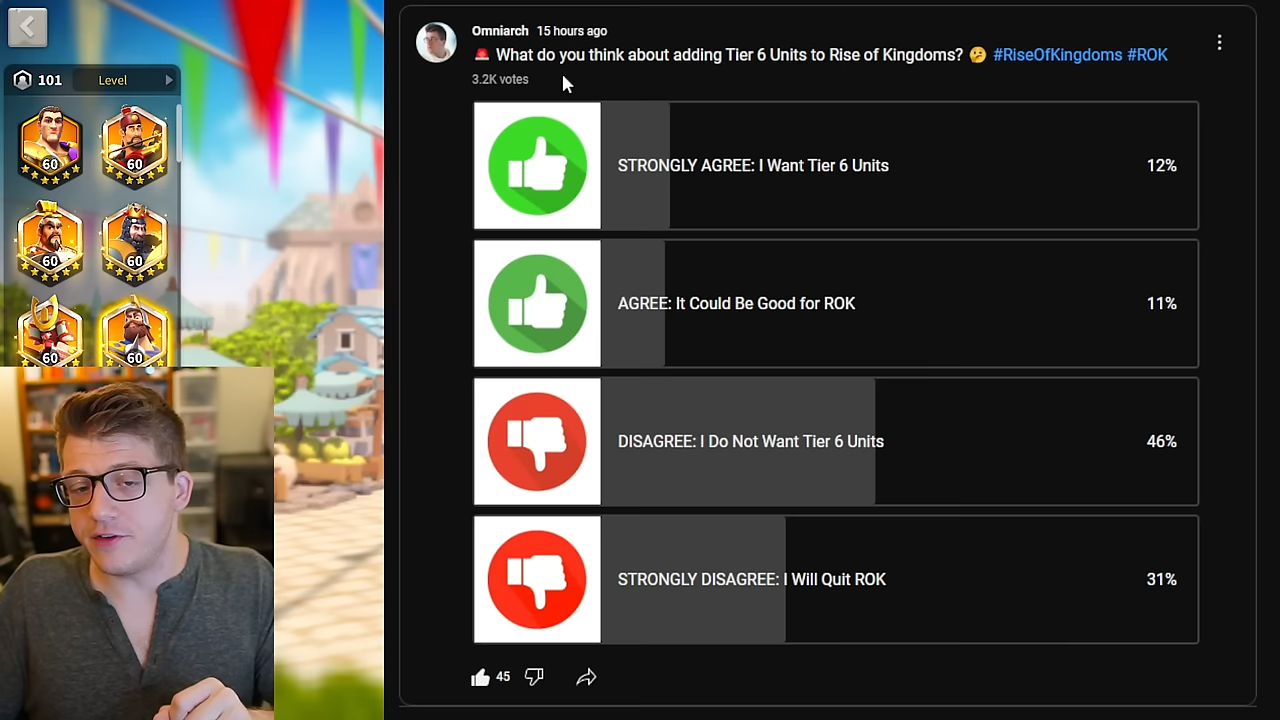 101
Level
60
60
60
60
60
60
Omniarch 15 hours ago
🚨 What do you think about adding Tier 6 Units to Rise of Kingdoms? 🤔 #RiseOfKingdoms #ROK
3.2K votes
STRONGLY AGREE: I Want Tier 6 Units 12%
AGREE: It Could Be Good for ROK 11%
DISAGREE: I Do Not Want Tier 6 Units 46%
STRONGLY DISAGREE: I Will Quit ROK 31%
45